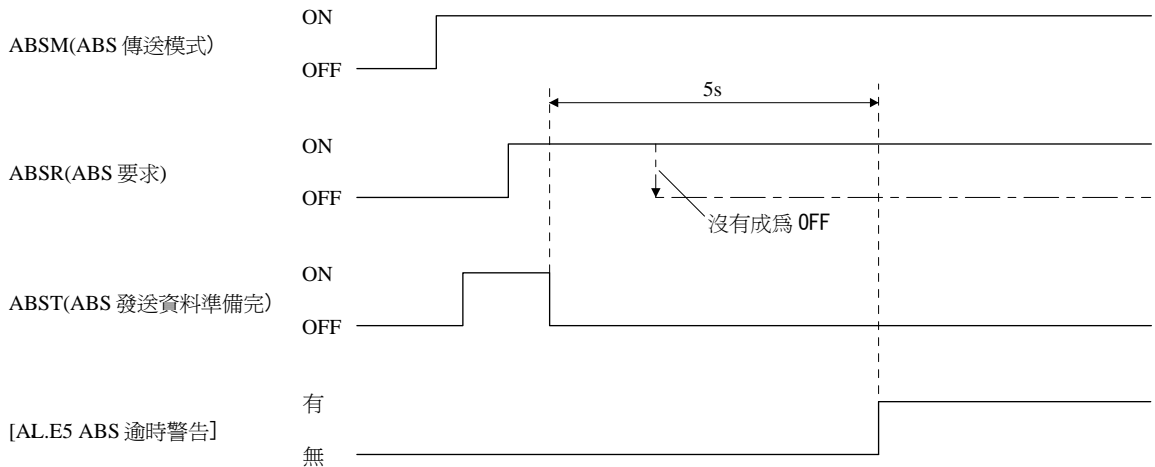 ON
ABSM(ABS 傳送模式)
OFF
5s
ON
ABSR(ABS 要求)
OFF
沒有成爲 OFF
ON
ABST(ABS 發送資料準備完)
OFF
有
[AL.E5 ABS 逾時警告]
無